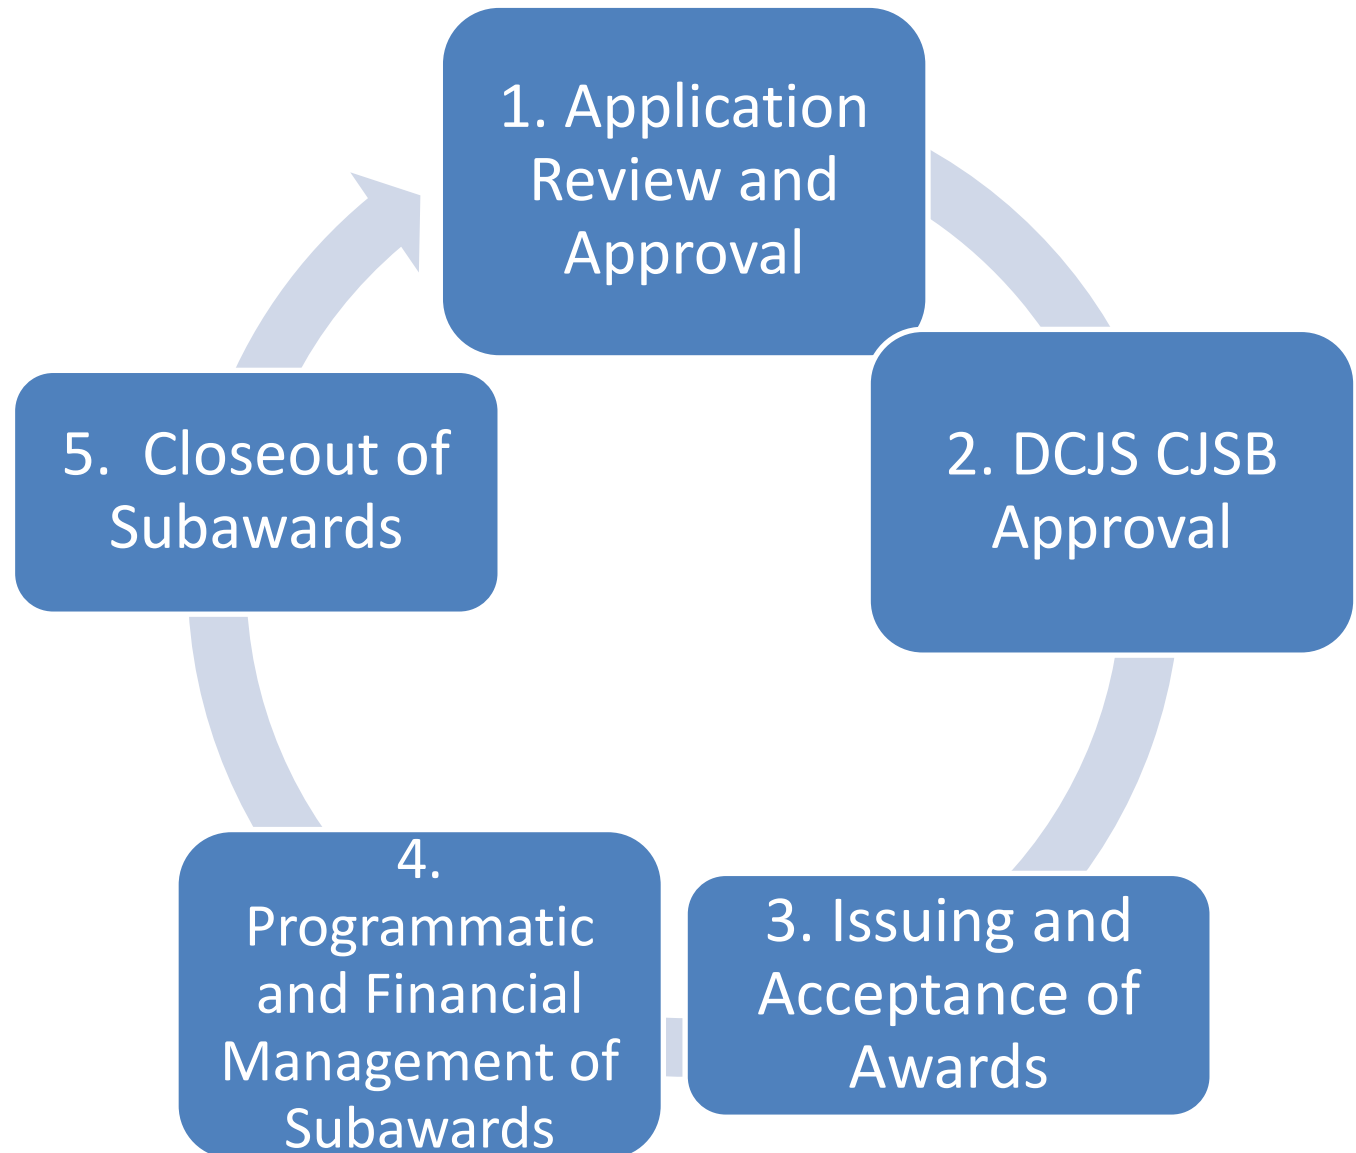 1. Application
Review and
Approval
2. DCJS CJSB
Approval
3. Issuing and
Acceptance of
Awards
4.
Programmatic
and Financial
Management of
Subawards
5.  Closeout of
Subawards